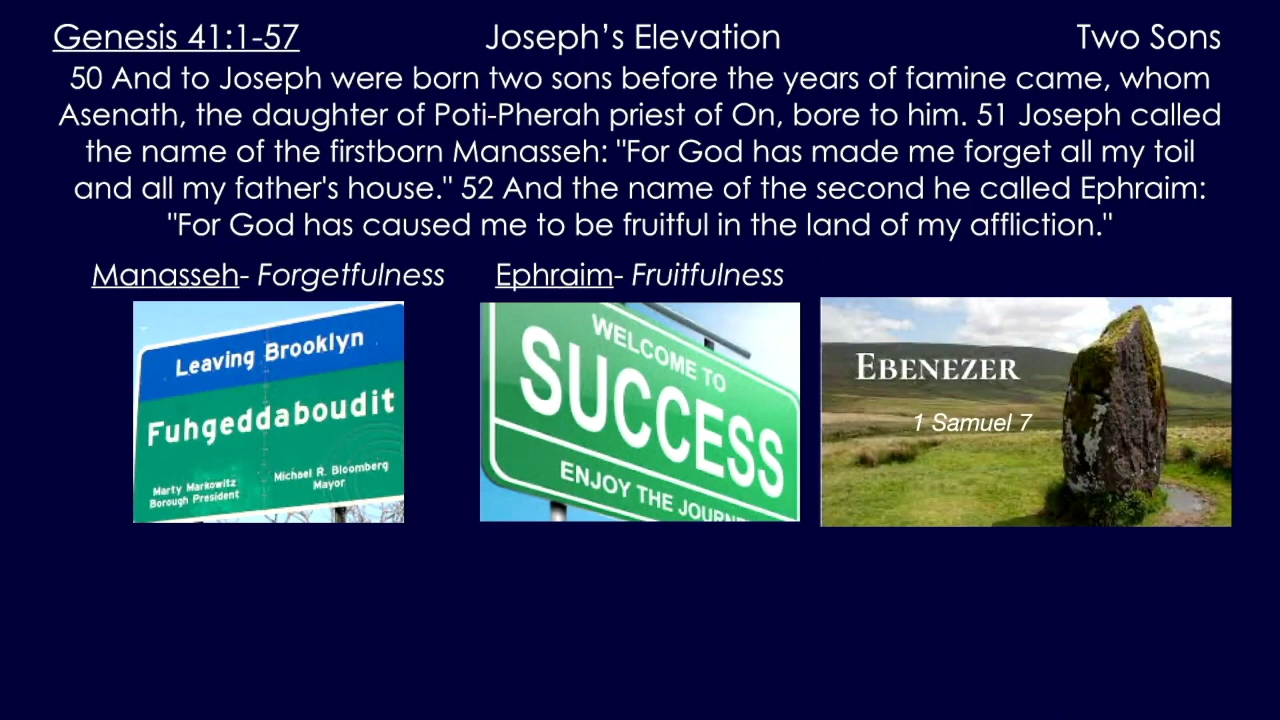 Genesis 41:1-57 Joseph’s Elevation Two Sons
50 And to Joseph were born two sons before the years of famine came, whom
Asenath, the daughter of Poti-Pherah priest of On, bore to him. 51 Joseph called
the name of the firstborn Manasseh: "For God has made me forget all my toil
and all my father's house." 52 And the name of the second he called Ephraim:
"For God has caused me to be fruitful in the land of my affliction."
Manasseh- Forgetfulness Ephraim- Fruitfulness
Leaving Brooklyn
Fuhgeddaboudit
Marty Markowitz
Borough President
Michael R. Bloomberg
Mayor
WELCOME TO
SUCCESS
ENJOY THE JOURN
EBENEZER
1 Samuel 7